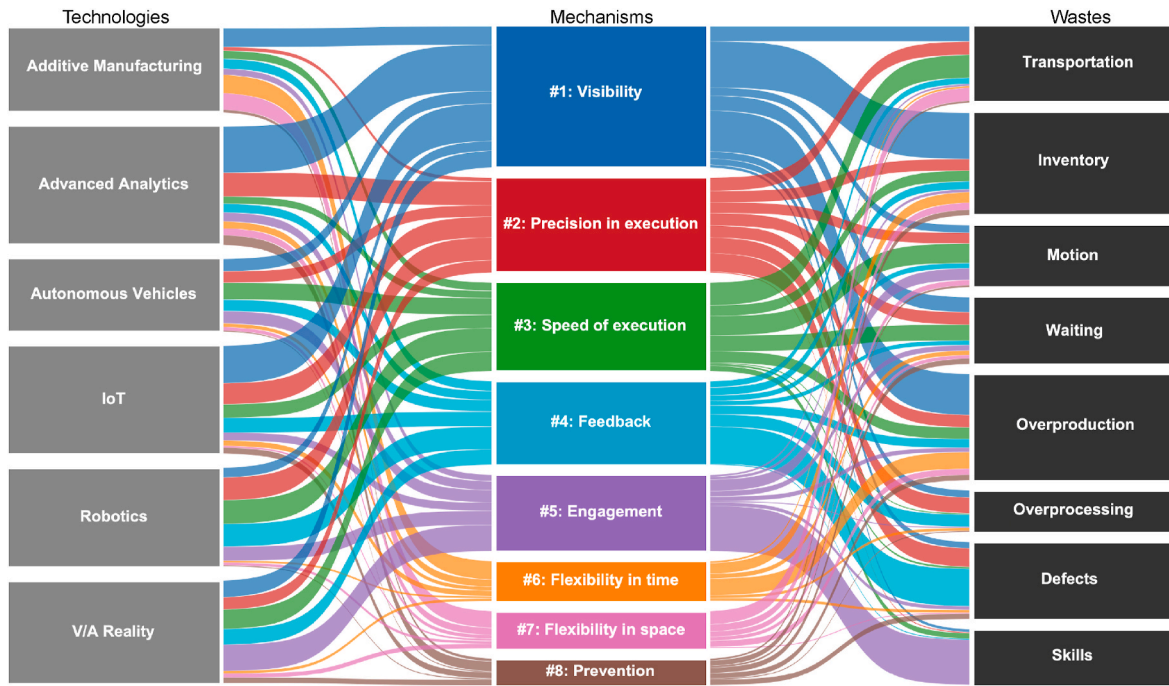 Technologies
Mechanisms
Wastes
Additive Manufacturing
Advanced Analytics
Autonomous Vehicles
IoT
Robotics
V/A Reality
#1: Visibility
#2: Precision in execution
#3: Speed of execution
#4: Feedback
#5: Engagement
#6: Flexibility in time
#7: Flexibility in space
#8: Prevention
Transportation
Inventory
Motion
Waiting
Overproduction
Overprocessing
Defects
Skills